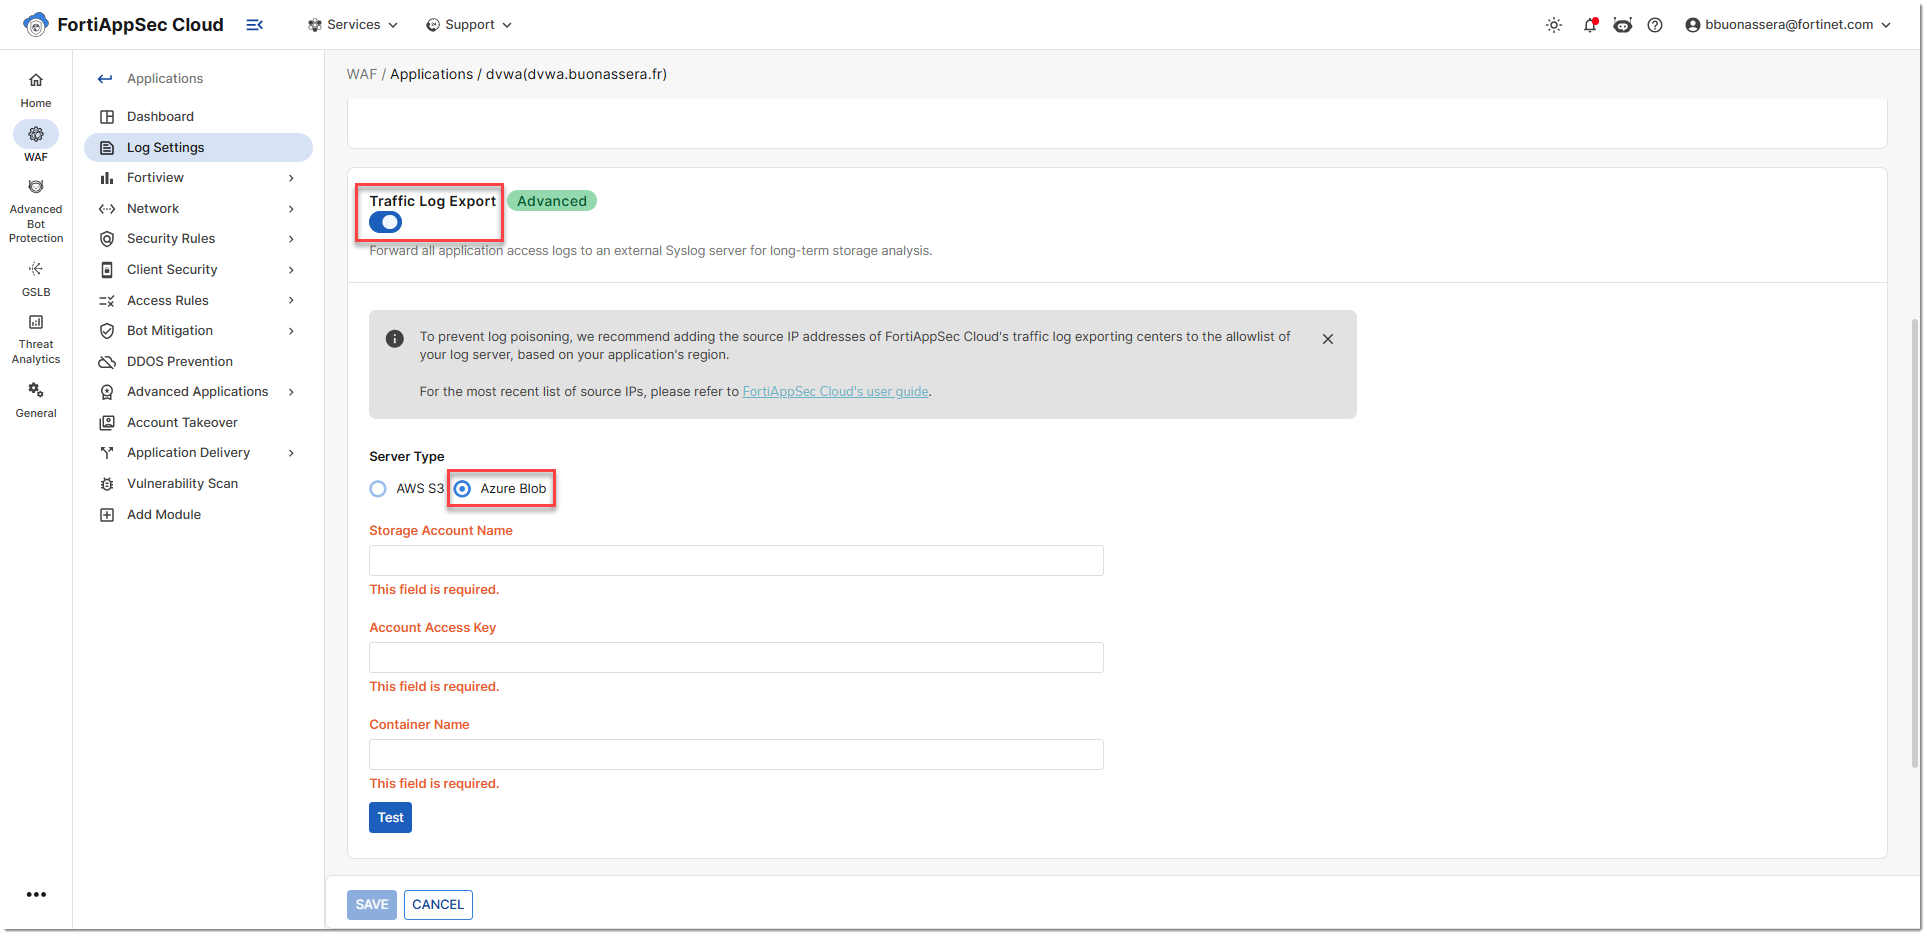 FortiAppSec Cloud
Services
Support
bbuonassera@fortinet.com
Home
WAF
Advanced
Bot
Protection
GSLB
Threat
Analytics
General
Applications
Dashboard
Log Settings
Fortiview
Network
Security Rules
Client Security
Access Rules
Bot Mitigation
DDOS Prevention
Advanced Applications
Account Takeover
Application Delivery
Vulnerability Scan
Add Module
WAF / Applications / dvwa(dvwa.buonassera.fr)
Traffic Log Export Advanced
Forward all application access logs to an external Syslog server for long-term storage analysis.
To prevent log poisoning, we recommend adding the source IP addresses of FortiAppSec Cloud's traffic log exporting centers to the allowlist of
your log server, based on your application's region.
For the most recent list of source IPs, please refer to FortiAppSec Cloud's user guide.
Server Type
AWS S3 Azure Blob
Storage Account Name
This field is required.
Account Access Key
This field is required.
Container Name
This field is required.
Test
SAVE CANCEL